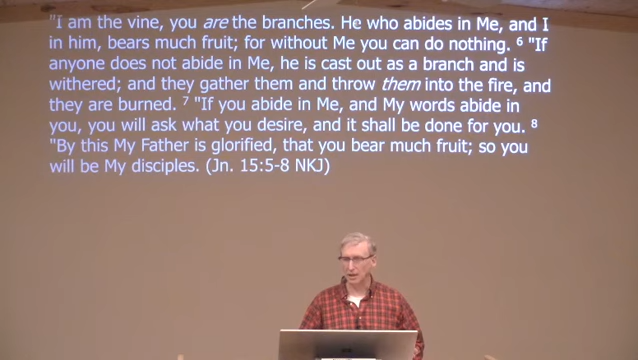 "I am the vine, you are the branches. He who abides in Me, and I
in him, bears much fruit; for without Me you can do nothing. 6 "If
anyone does not abide in Me, he is cast out as a branch and is
withered; and they gather them and throw them into the fire, and
they are burned. 7 "If you abide in Me, and My words abide in
you, you will ask what you desire, and it shall be done for you. 8
"By this My Father is glorified, that you bear much fruit; so you
will be My disciples. (Jn. 15:5-8 NKJ)